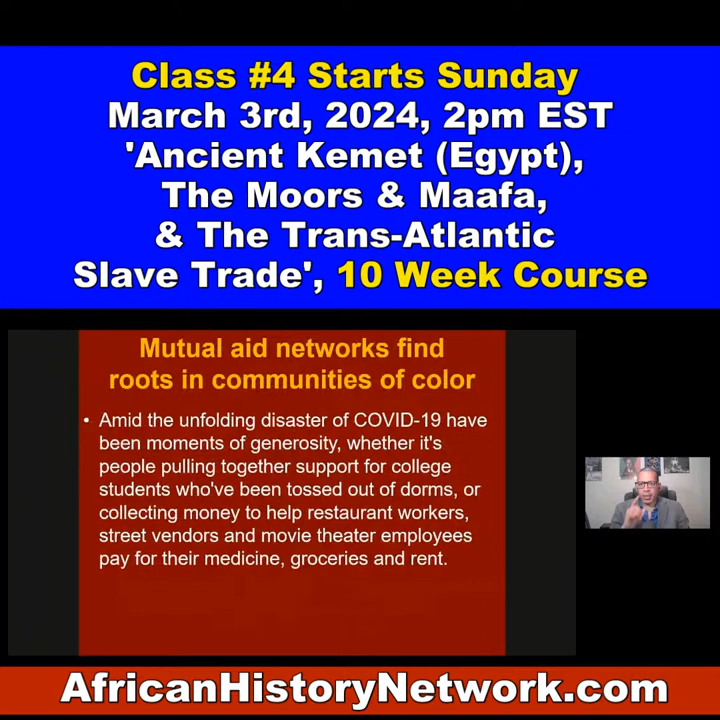 Class #4 Starts Sunday
March 3rd, 2024, 2pm EST
'Ancient Kemet (Egypt),
The Moors & Maafa,
& The Trans-Atlantic
Slave Trade', 10 Week Course
Mutual aid networks find
roots in communities of color
• Amid the unfolding disaster of COVID-19 have
been moments of generosity, whether it's
people pulling together support for college
students who've been tossed out of dorms, or
collecting money to help restaurant workers,
street vendors and movie theater employees
pay for their medicine, groceries and rent.
AfricanHistoryNetwork.com